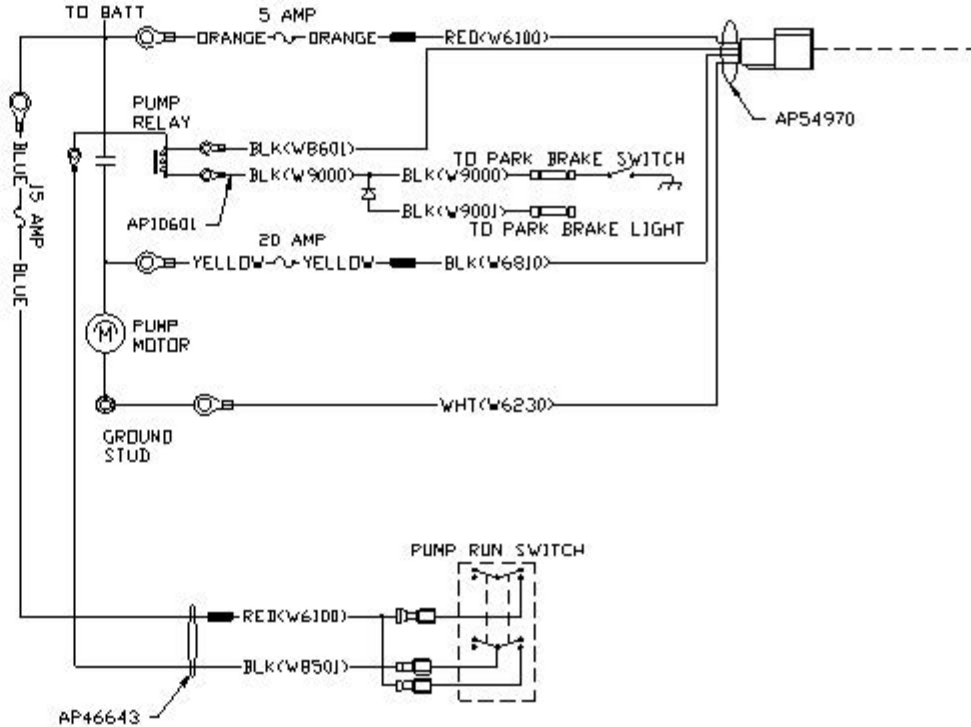 TO BATT
5 AMP
ORANGE ORANGE
RED(W6100)
AP54970
PUMP
RELAY
BLK(W8601)
BLK(W9000)
BLK(W9000)
TO PARK BRAKE SWITCH
AP10601
BLK(W9001)
TO PARK BRAKE LIGHT
BLUE 15 AMP BLUE
20 AMP
YELLOW YELLOW
BLK(W6810)
M
PUMP
MOTOR
WHT(W6230)
GROUND
STUD
PUMP RUN SWITCH
RED(W6100)
BLK(W8501)
AP46643